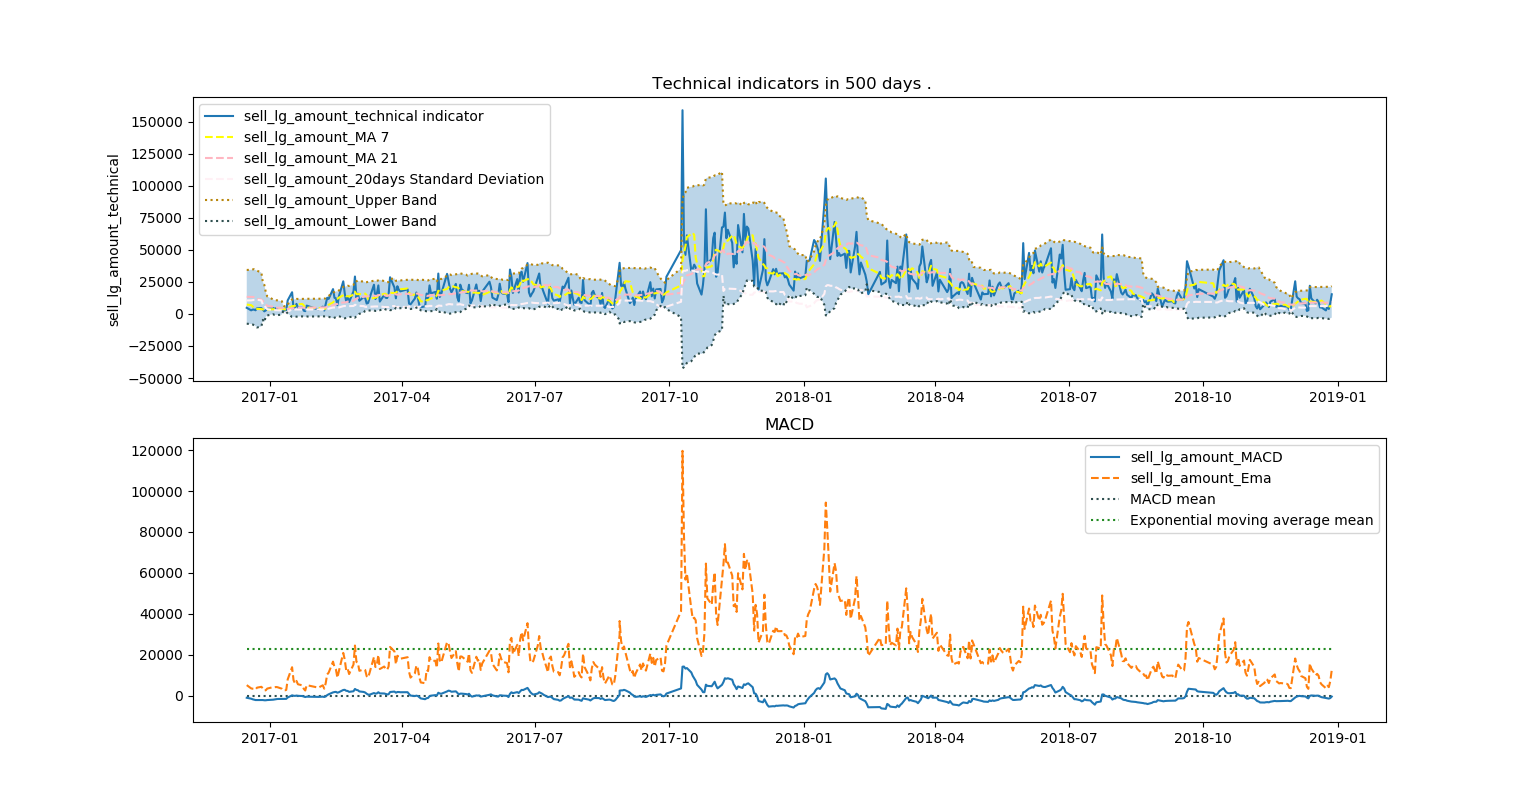 Technical indicators in 500 days .
sell_lg_amount_technical
150000
125000
100000
75000
50000
25000
0
−25000
−50000
sell_lg_amount_technical indicator
sell_lg_amount_MA 7
sell_lg_amount_MA 21
sell_lg_amount_20days Standard Deviation
sell_lg_amount_Upper Band
sell_lg_amount_Lower Band
2017-01 2017-04 2017-07 2017-10 2018-01 2018-04 2018-07 2018-10 2019-01
MACD
120000
100000
80000
60000
40000
20000
0
sell_lg_amount_MACD
sell_lg_amount_Ema
MACD mean
Exponential moving average mean
2017-01 2017-04 2017-07 2017-10 2018-01 2018-04 2018-07 2018-10 2019-01